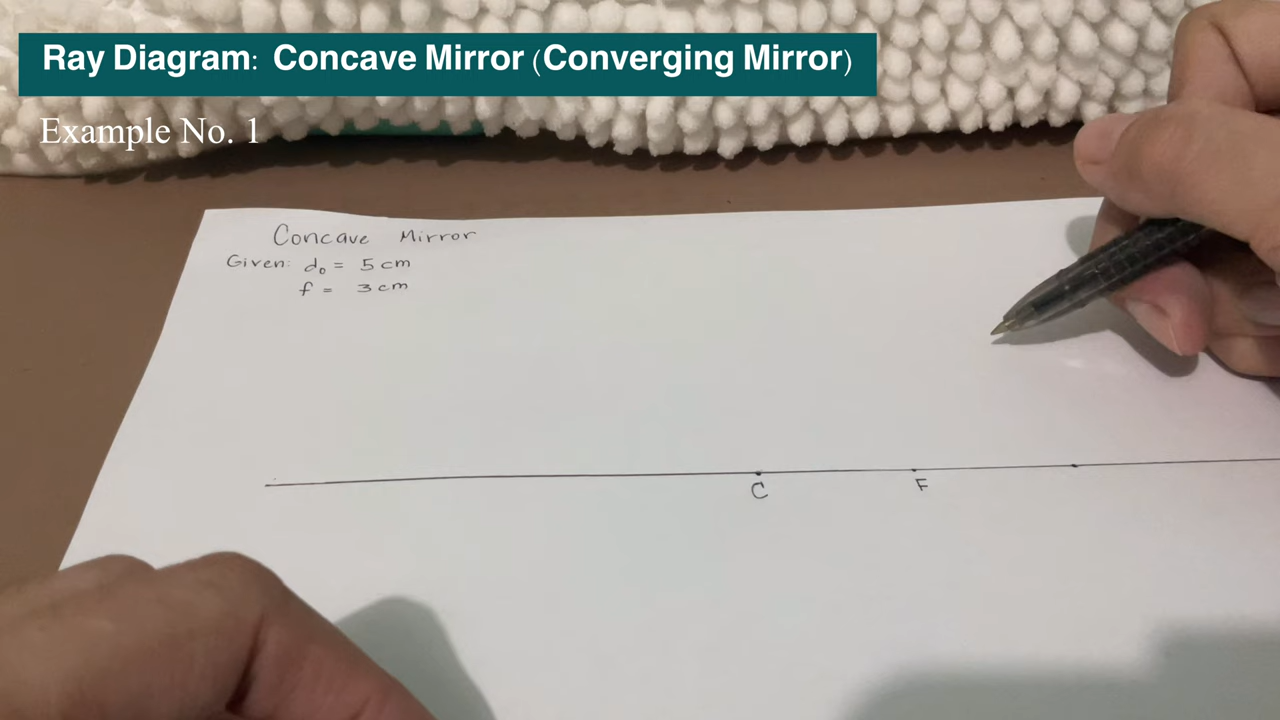 Ray Diagram: Concave Mirror (Converging Mirror)
Example No. 1
Concave Mirror
Given: d₀ = 5 cm
f = 3 cm
C F